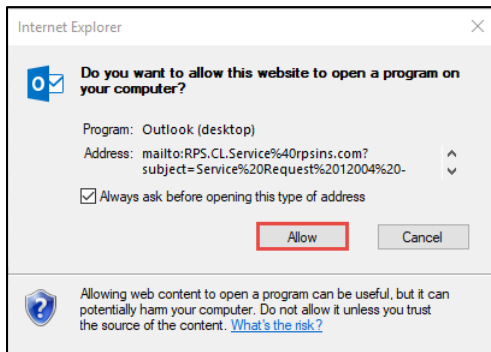 Internet Explorer
Do you want to allow this website to open a program on
your computer?
Program: Outlook (desktop)
Address: mailto:RPS.CL.Service%40rpsins.com?
subject=Service%20Request%2012004%20-
Always ask before opening this type of address
Allow Cancel
Allowing web content to open a program can be useful, but it can
potentially harm your computer. Do not allow it unless you trust
the source of the content. What's the risk?